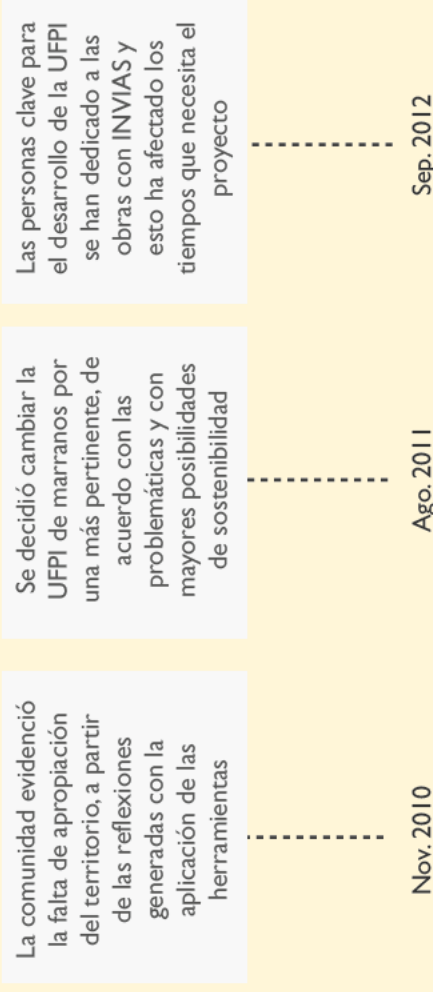 La comunidad evidenció
la falta de apropiación
del territorio, a partir
de las reflexiones
generadas con la
aplicación de las
herramientas
Nov. 2010
Se decidió cambiar la
UFPI de marranos por
una más pertinente, de
acuerdo con las
problemáticas y con
mayores posibilidades
de sostenibilidad
Ago. 2011
Las personas clave para
el desarrollo de la UFPI
se han dedicado a las
obras con INVIAS y
esto ha afectado los
tiempos que necesita el
proyecto
Sep. 2012